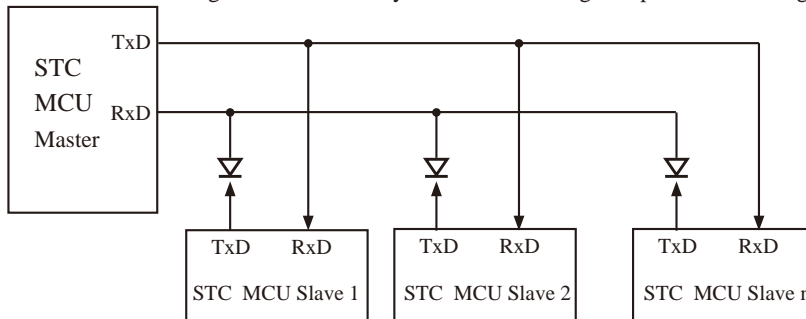 TxD
STC
MCU
RxD
Master
TxD RxD
STC MCU Slave 1
TxD RxD
STC MCU Slave 2
TxD RxD
STC MCU Slave n